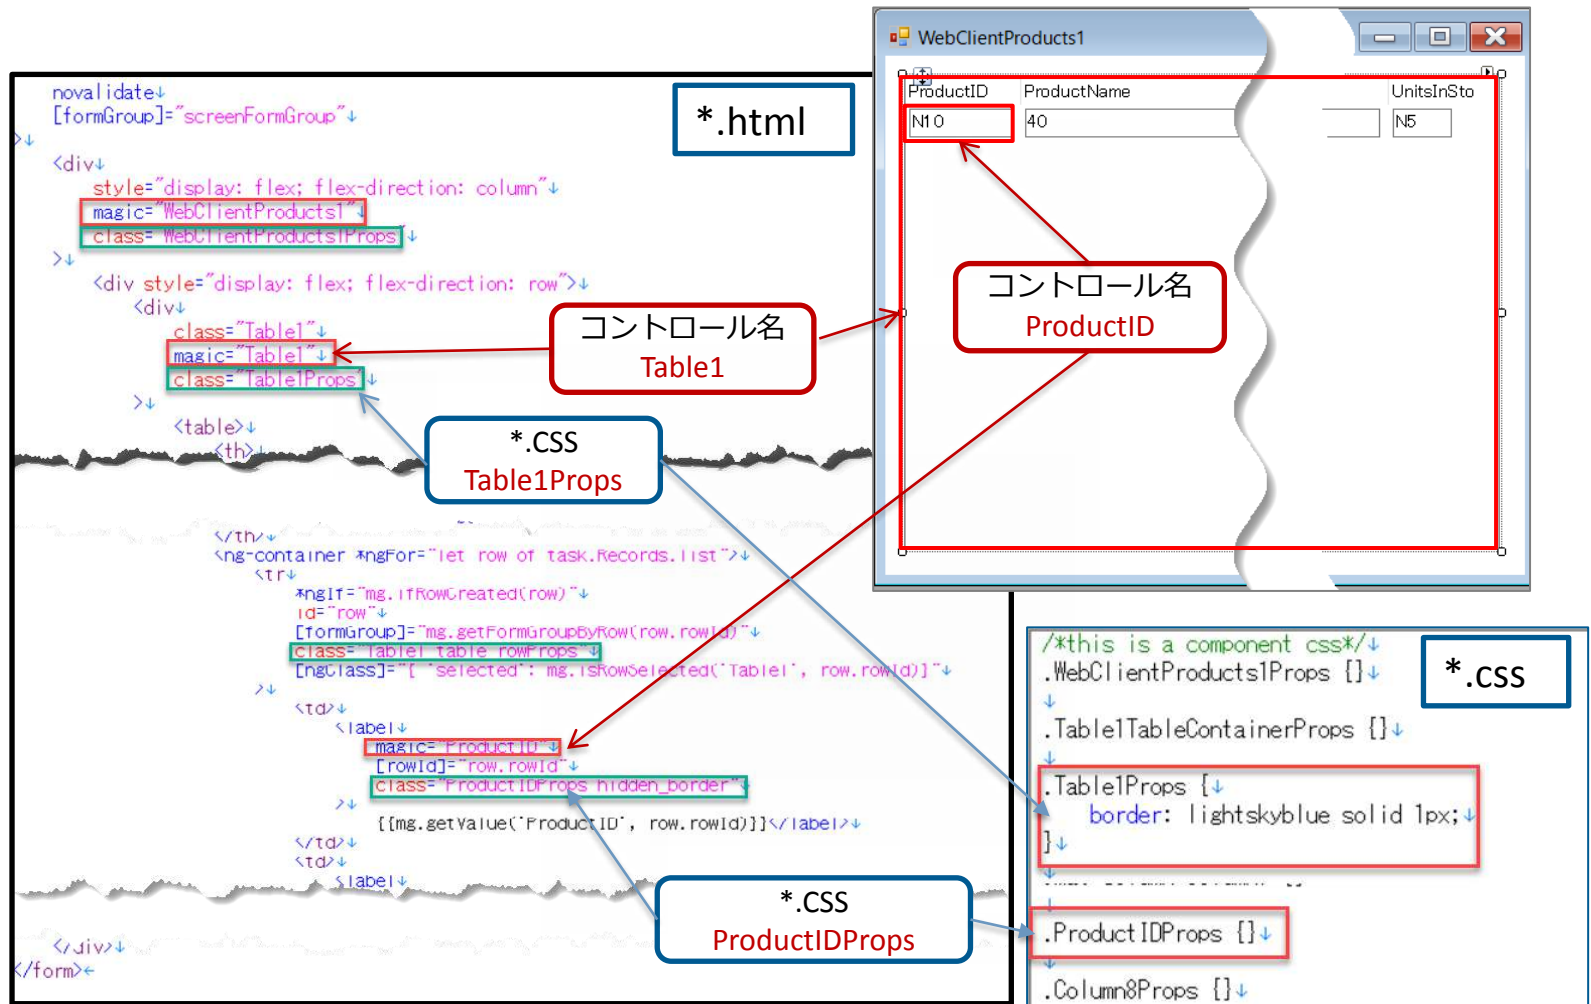 novalidate↓
[formGroup]="screenFormGroup"↓
>↓
<div↓
style="display: flex; flex-direction: column"↓
magic="WebClientProducts1"↓
class="WebClientProducts1Props"↓
>↓
<div style="display: flex; flex-direction: row">↓
<div↓
class="Table1"↓
magic="Table1"↓
class="Table1Props"↓
>↓
<table>↓
<th>↓
*.html
コントロール名
Table1
*.CSS
Table1Props
</th>↓
<ng-container *ngFor="let row of task.Records.list">↓
<tr↓
*ngIf="mg.ifRowCreated(row)"↓
id="row"↓
[formGroup]="mg.getFormGroupByRow(row.rowId)"↓
class="Table1_table_rowProps"↓
[ngClass]="[ 'selected': mg.isRowSelected('Table1', row.rowId)]"↓
>↓
<td>↓
<label↓
magic="ProductID"↓
[rowId]="row.rowId"↓
class="ProductIDProps hidden_border"↓
>↓
{{mg.getValue('ProductID', row.rowId)}}</label>↓
</td>↓
<td>↓
<label↓
*.CSS
ProductIDProps
</div>↓
</form>←
WebClientProducts1
ProductID ProductName UnitsInSto
N10 40 N5
コントロール名
ProductID
*.css
/*this is a component css*/↓
.WebClientProducts1Props {}↓
↓
.Table1TableContainerProps {}↓
↓
.Table1Props {↓
border: lightskyblue solid 1px;↓
}↓
↓
↓
.ProductIDProps {}↓
↓
.Column8Props {}↓